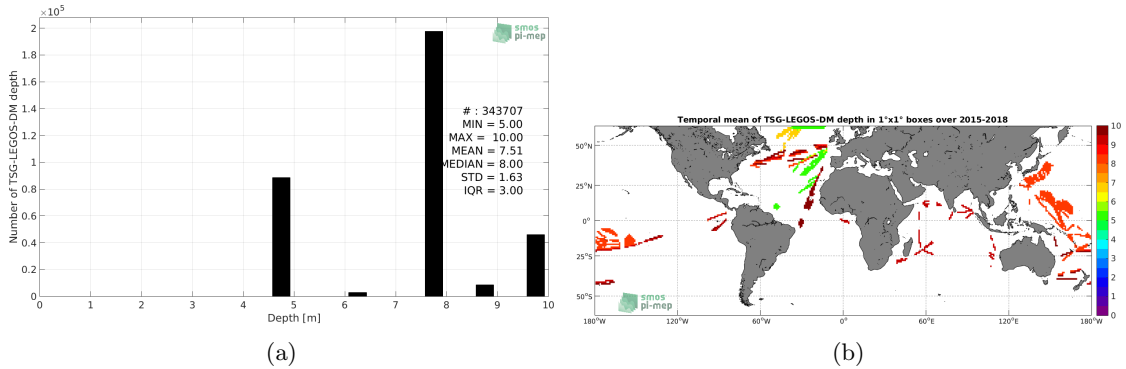 ×10⁵
2
1.8
1.6
1.4
1.2
1
0.8
0.6
0.4
0.2
0
Number of TSG-LEGOS-DM depth
smos
pi-mep
# : 343707
MIN = 5.00
MAX = 10.00
MEAN = 7.51
MEDIAN = 8.00
STD = 1.63
IQR = 3.00
0 1 2 3 4 5 6 7 8 9 10
Depth [m]
(a)
Temporal mean of TSG-LEGOS-DM depth in 1°x1° boxes over 2015-2018
50°N
25°N
0°
25°S
50°S
smos
pi-mep
180°W 120°W 60°W 0° 60°E 120°E 180°W
10
9
8
7
6
5
4
3
2
1
0
(b)